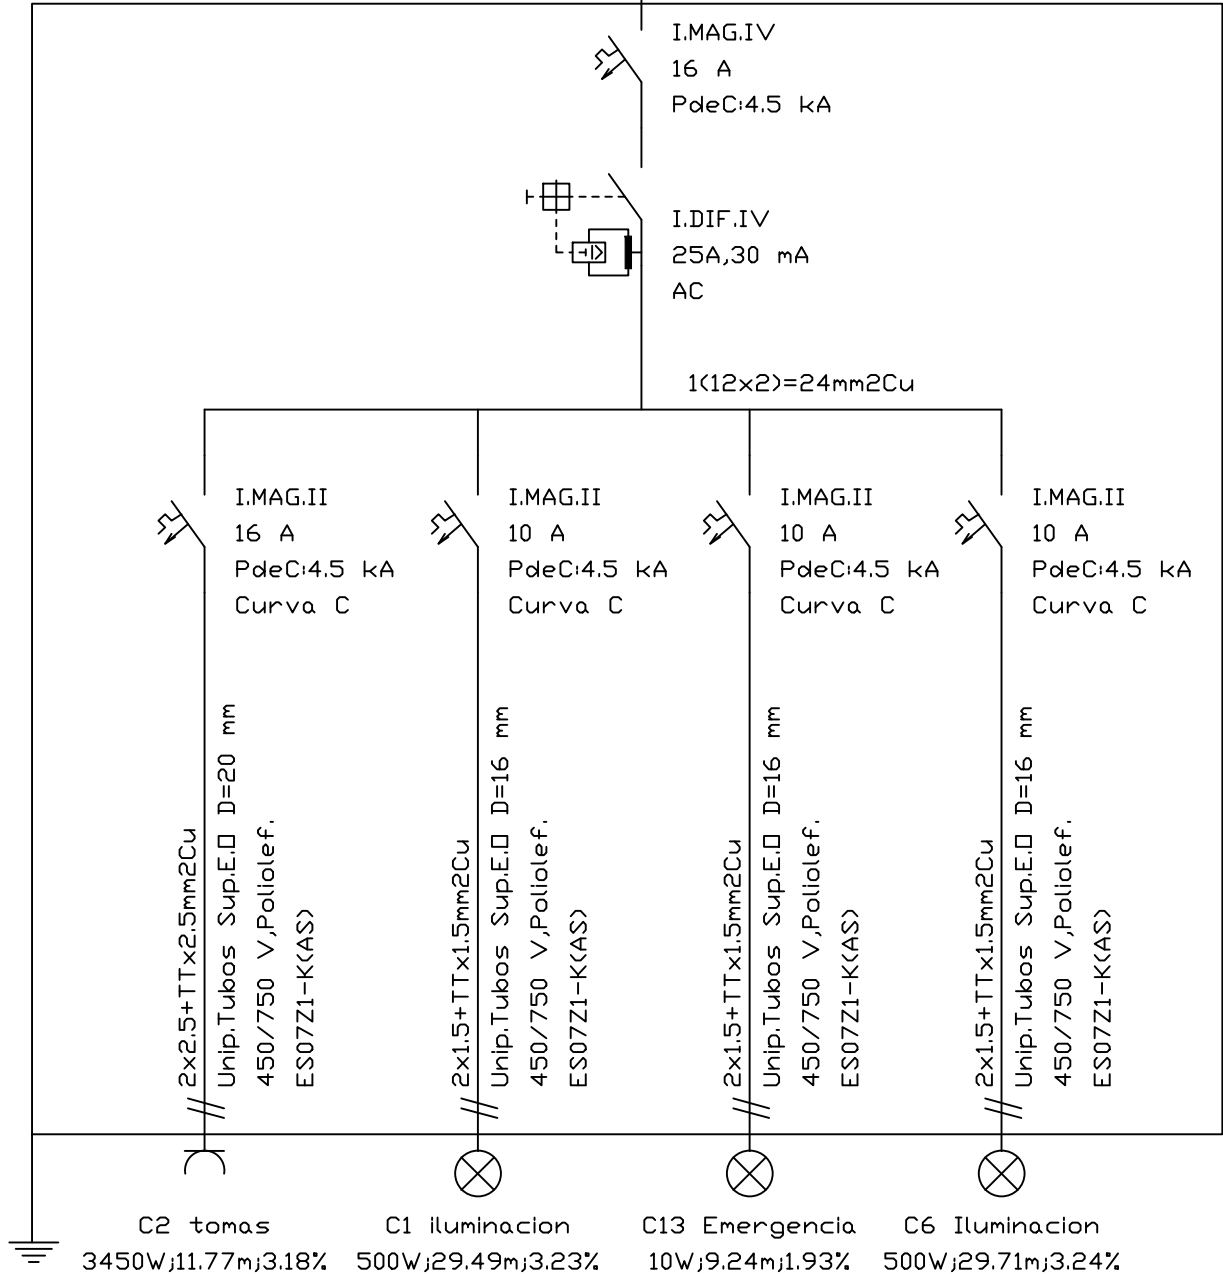 I.MAG.IV
16 A
PdeC:4.5 kA
I.DIF.IV
25A,30 mA
AC
1(12x2)=24mm2Cu
I.MAG.II
16 A
PdeC:4.5 kA
Curva C
I.MAG.II
10 A
PdeC:4.5 kA
Curva C
I.MAG.II
10 A
PdeC:4.5 kA
Curva C
I.MAG.II
10 A
PdeC:4.5 kA
Curva C
2x2.5+TTx2.5mm2Cu
Unip.Tubos Sup.E.O D=20 mm
450/750 V,Poliolef.
ES07Z1-K(AS)
2x1.5+TTx1.5mm2Cu
Unip.Tubos Sup.E.O D=16 mm
450/750 V,Poliolef.
ES07Z1-K(AS)
2x1.5+TTx1.5mm2Cu
Unip.Tubos Sup.E.O D=16 mm
450/750 V,Poliolef.
ES07Z1-K(AS)
2x1.5+TTx1.5mm2Cu
Unip.Tubos Sup.E.O D=16 mm
450/750 V,Poliolef.
ES07Z1-K(AS)
C2 tomas
3450W;11.77m;3.18%
C1 iluminacion
500W;29.49m;3.23%
C13 Emergencia
10W;9.24m;1.93%
C6 Iluminacion
500W;29.71m;3.24%